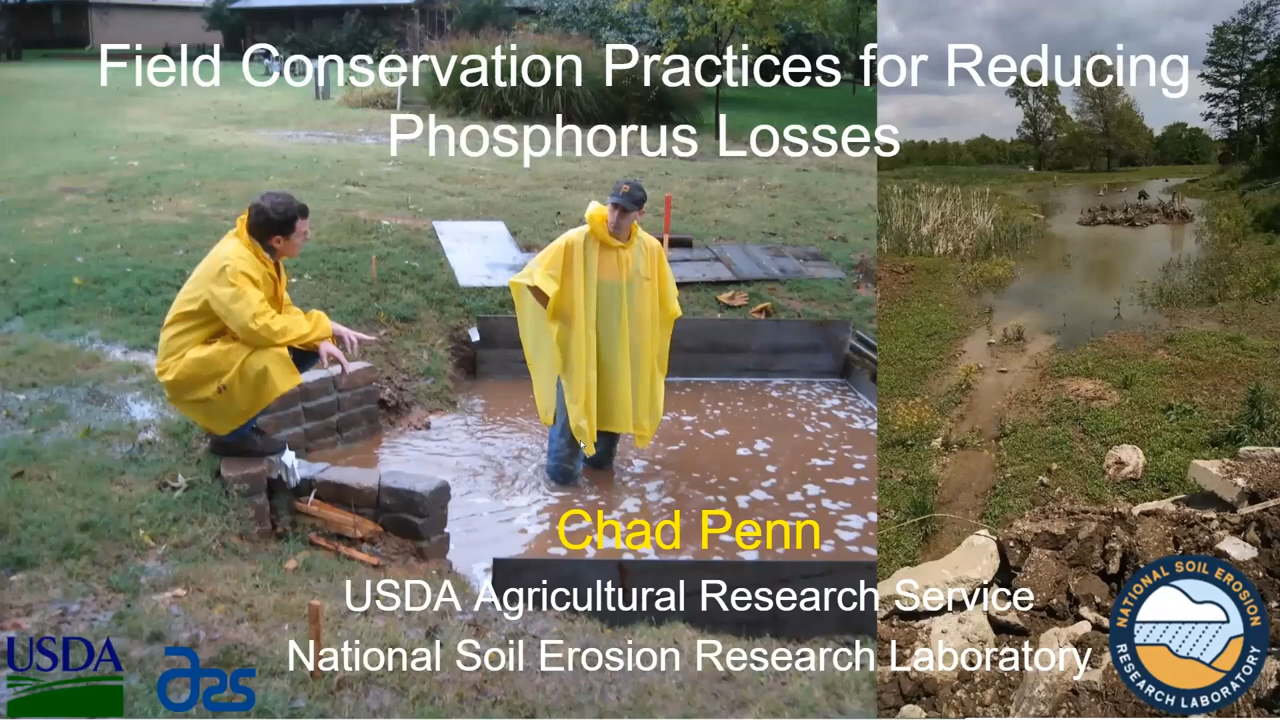 Field Conservation Practices for Reducing
Phosphorus Losses
Chad Penn
USDA Agricultural Research Service
National Soil Erosion Research Laboratory
USDA
ars
NATIONAL SOIL EROSION
RESEARCH LABORATORY
P